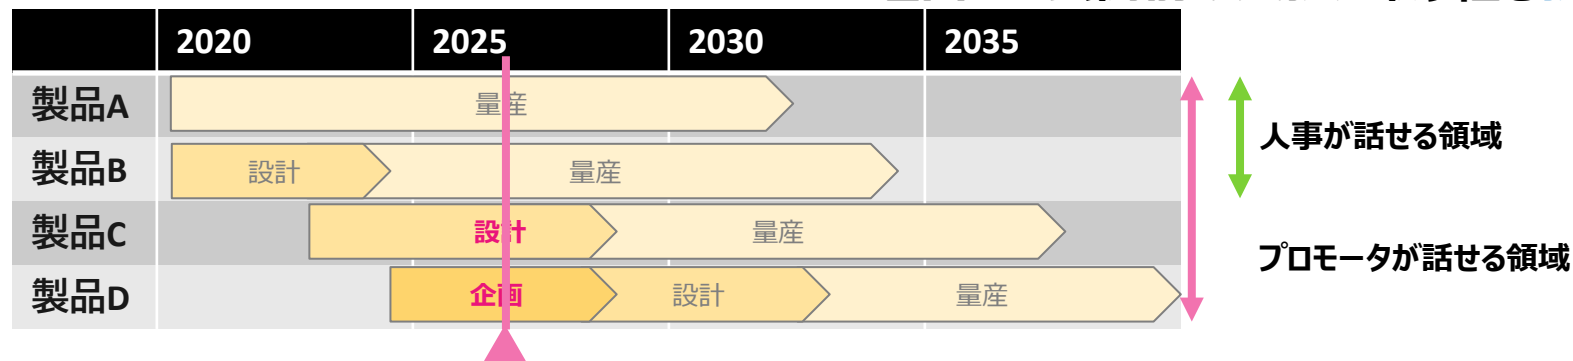 2020 2025 2030 2035
製品A 量産
製品B 設計 量産
製品C 設計 量産
製品D 企画 設計 量産
人事が話せる領域
プロモータが話せる領域